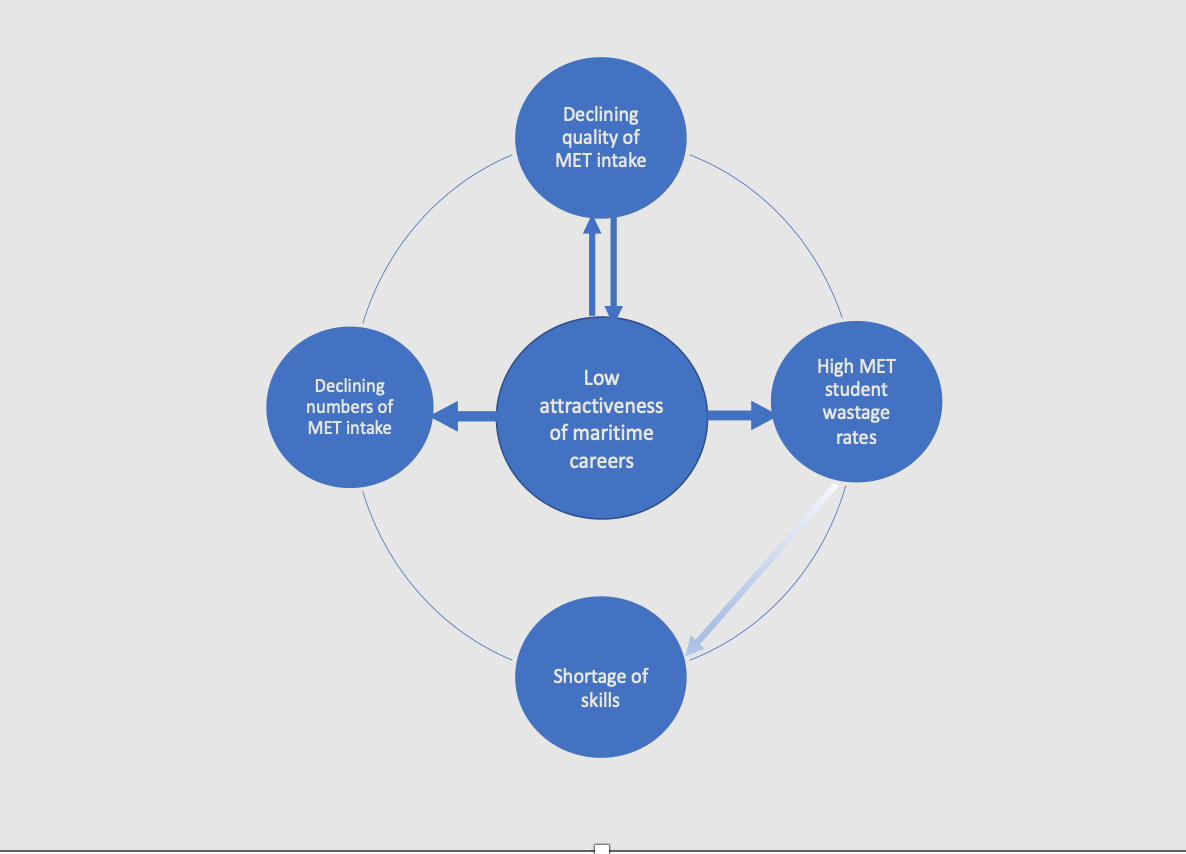 Declining
quality of
MET intake
Declining
numbers of
MET intake
Low
attractiveness
of maritime
careers
High MET
student
wastage
rates
Shortage of
skills